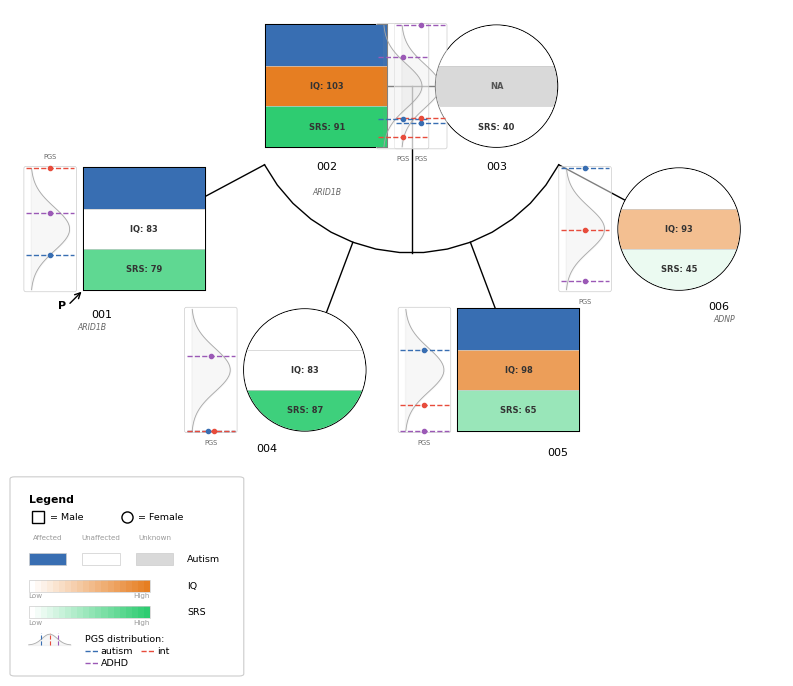 IQ: 103
SRS: 91
NA
SRS: 40
PGS PGS
002
003
ARID1B
PGS
IQ: 83
SRS: 79
P
001
ARID1B
IQ: 93
SRS: 45
PGS
006
ADNP
IQ: 83
SRS: 87
PGS
004
IQ: 98
SRS: 65
PGS
005
Legend
= Male
= Female
Affected
Unaffected
Unknown
Autism
IQ
Low
High
SRS
Low
High
PGS distribution:
autism
int
ADHD